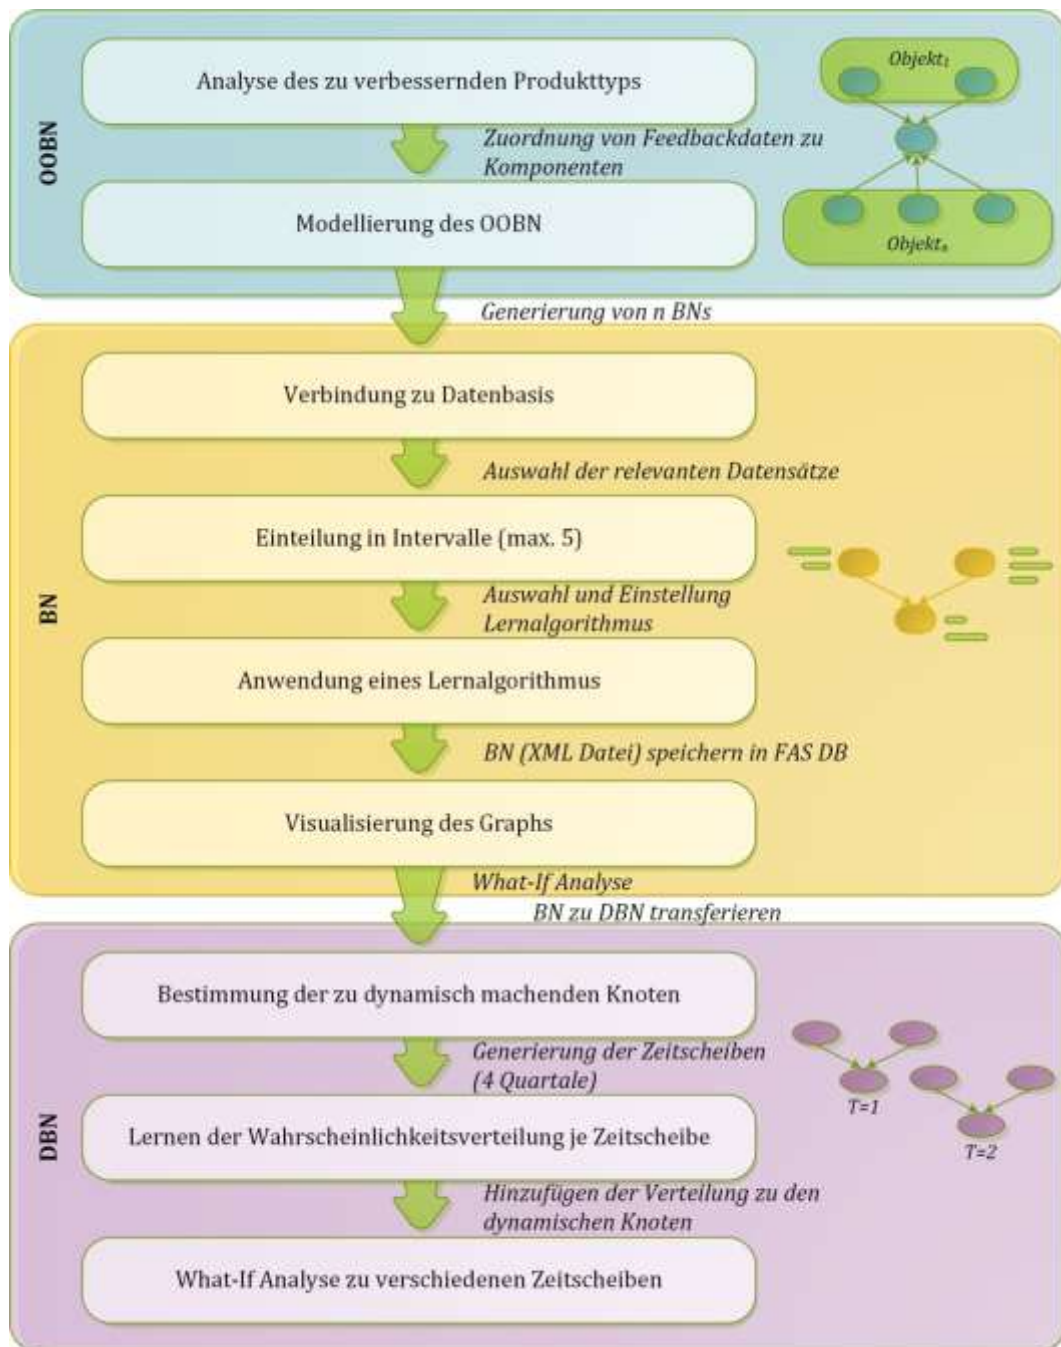 OOBN
Analyse des zu verbessernden Produkttyps
Objekt₁
Zuordnung von Feedbackdaten zu
Komponenten
Modellierung des OOBN
Objektₙ
Generierung von n BNs
BN
Verbindung zu Datenbasis
Auswahl der relevanten Datensätze
Einteilung in Intervalle (max. 5)
Auswahl und Einstellung
Lernalgorithmus
Anwendung eines Lernalgorithmus
BN (XML Datei) speichern in FAS DB
Visualisierung des Graphs
What-If Analyse
BN zu DBN transferieren
DBN
Bestimmung der zu dynamisch machenden Knoten
Generierung der Zeitscheiben
(4 Quartale)
T=1
Lernen der Wahrscheinlichkeitsverteilung je Zeitscheibe
T=2
Hinzufügen der Verteilung zu den
dynamischen Knoten
What-If Analyse zu verschiedenen Zeitscheiben